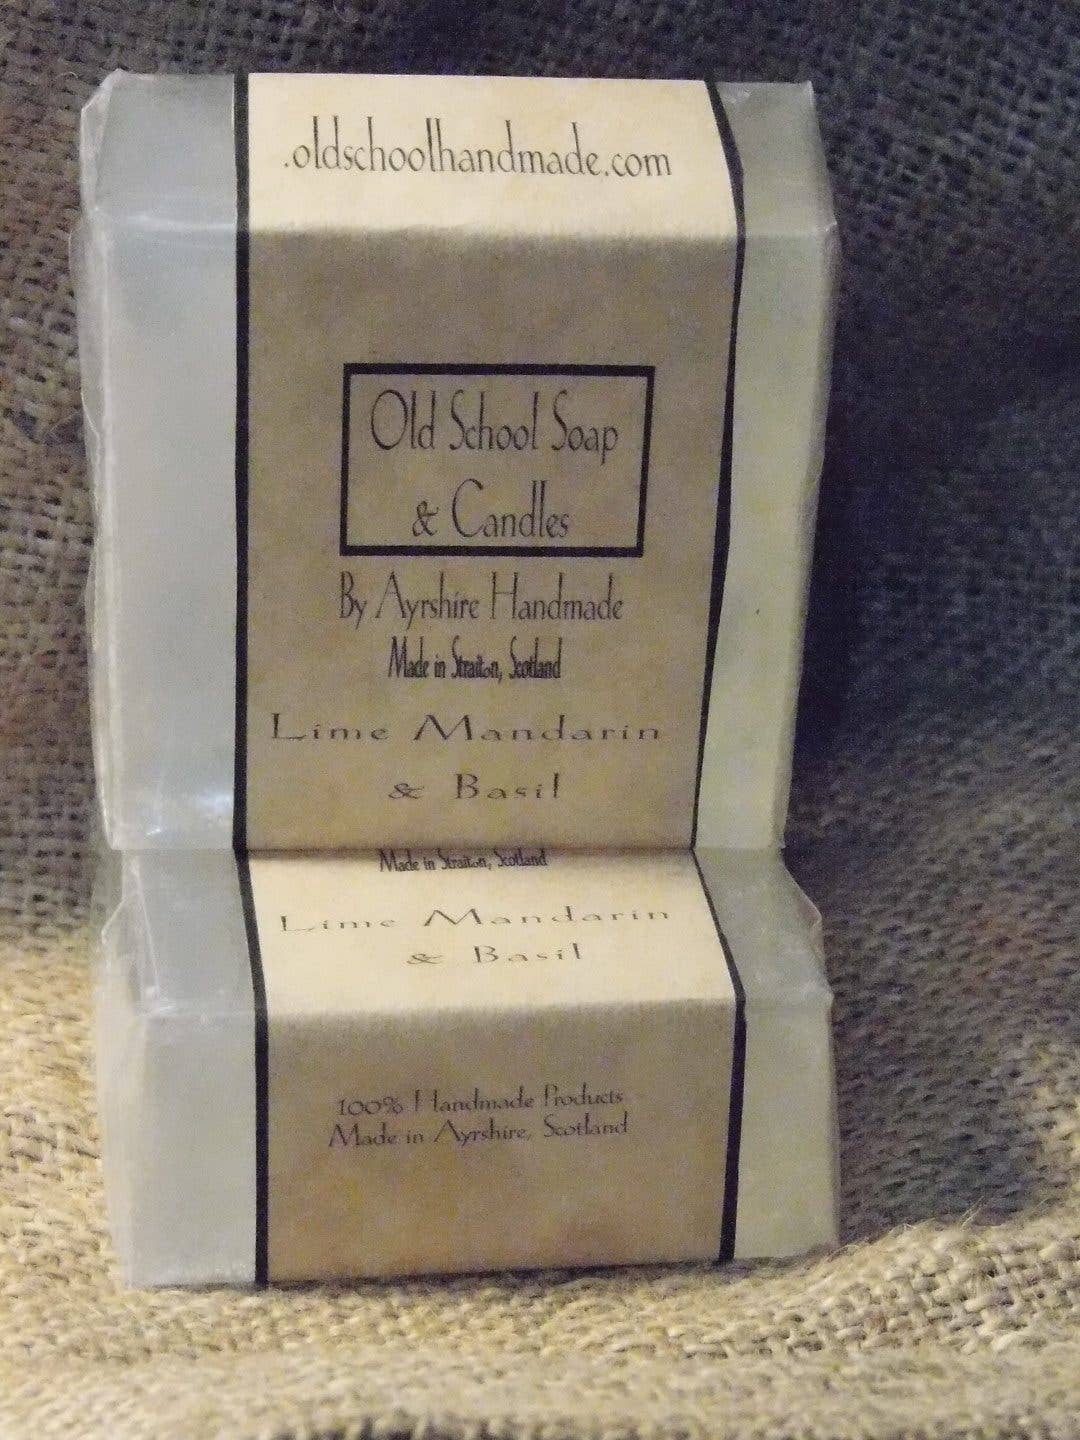 .oldschoolhandmade.com
Old School Soap
& Candles
By Ayrshire Handmade
Made in Straiton, Scotland
Lime Mandarin
& Basil
Made in Straiton, Scotland
Lime Mandarin
& Basil
100% Handmade Products
Made in Ayrshire, Scotland